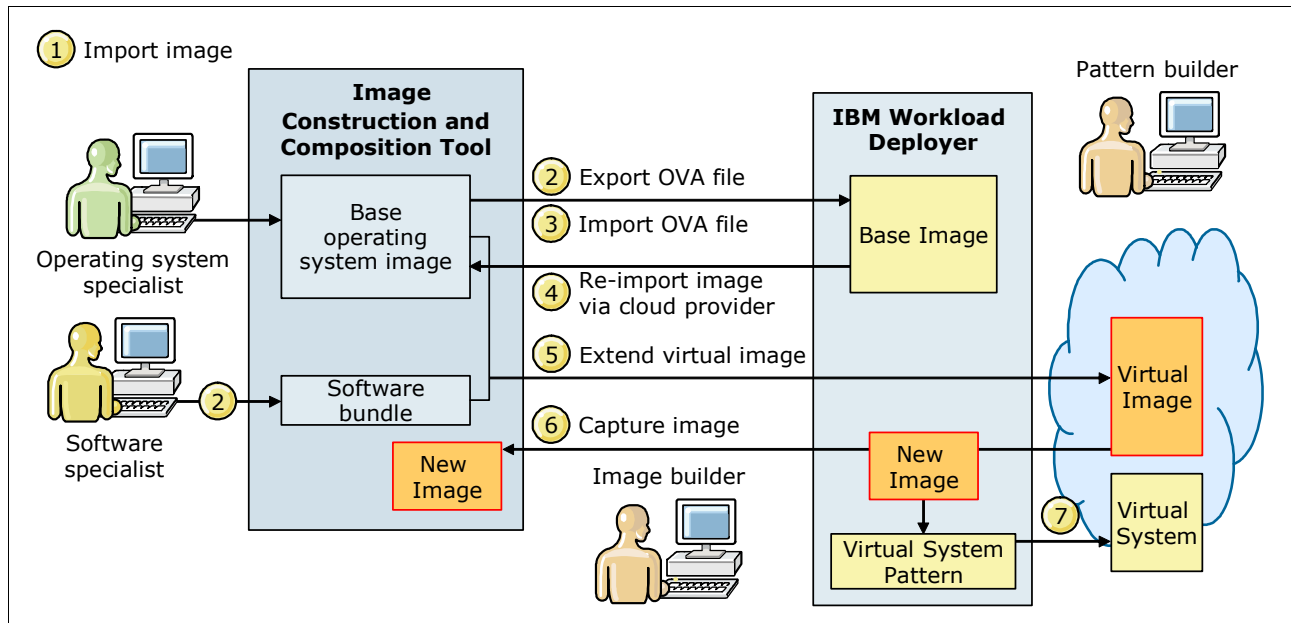 1 Import image
Image
Construction and
Composition Tool
IBM Workload
Deployer
Pattern builder
Operating system
specialist
Base
operating
system image
2 Export OVA file
3 Import OVA file
4 Re-import image
via cloud provider
Base Image
5 Extend virtual image
Virtual
Image
Software
specialist
2
Software
bundle
6 Capture image
New
Image
Image builder
New
Image
Virtual System
Pattern
7
Virtual
System